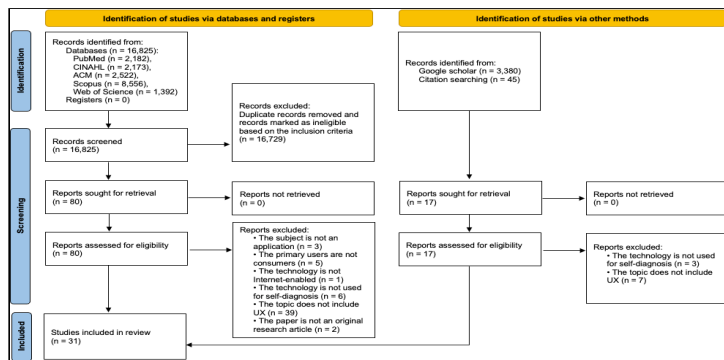 Identification of studies via databases and registers
Identification of studies via other methods
Identification
Records identified from:
Databases (n = 16,825):
PubMed (n = 2,182),
CINAHL (n = 2,173),
ACM (n = 2,522),
Scopus (n = 8,556),
Web of Science (n = 1,392)
Registers (n = 0)
Records excluded:
Duplicate records removed and
records marked as ineligible
based on the inclusion criteria
(n = 16,729)
Records identified from:
Google scholar (n = 3,380)
Citation searching (n = 45)
Screening
Records screened
(n = 16,825)
Reports sought for retrieval
(n = 80)
Reports not retrieved
(n = 0)
Reports sought for retrieval
(n = 17)
Reports not retrieved
(n = 0)
Reports assessed for eligibility
(n = 80)
Reports excluded:
• The subject is not an
application (n = 3)
• The primary users are not
consumers (n = 5)
• The technology is not
Internet-enabled (n = 1)
• The technology is not used
for self-diagnosis (n = 6)
• The topic does not include
UX (n = 39)
• The paper is not an original
research article (n = 2)
Reports assessed for eligibility
(n = 17)
Reports excluded:
• The technology is not used
for self-diagnosis (n = 3)
• The topic does not include
UX (n = 7)
Included
Studies included in review
(n = 31)